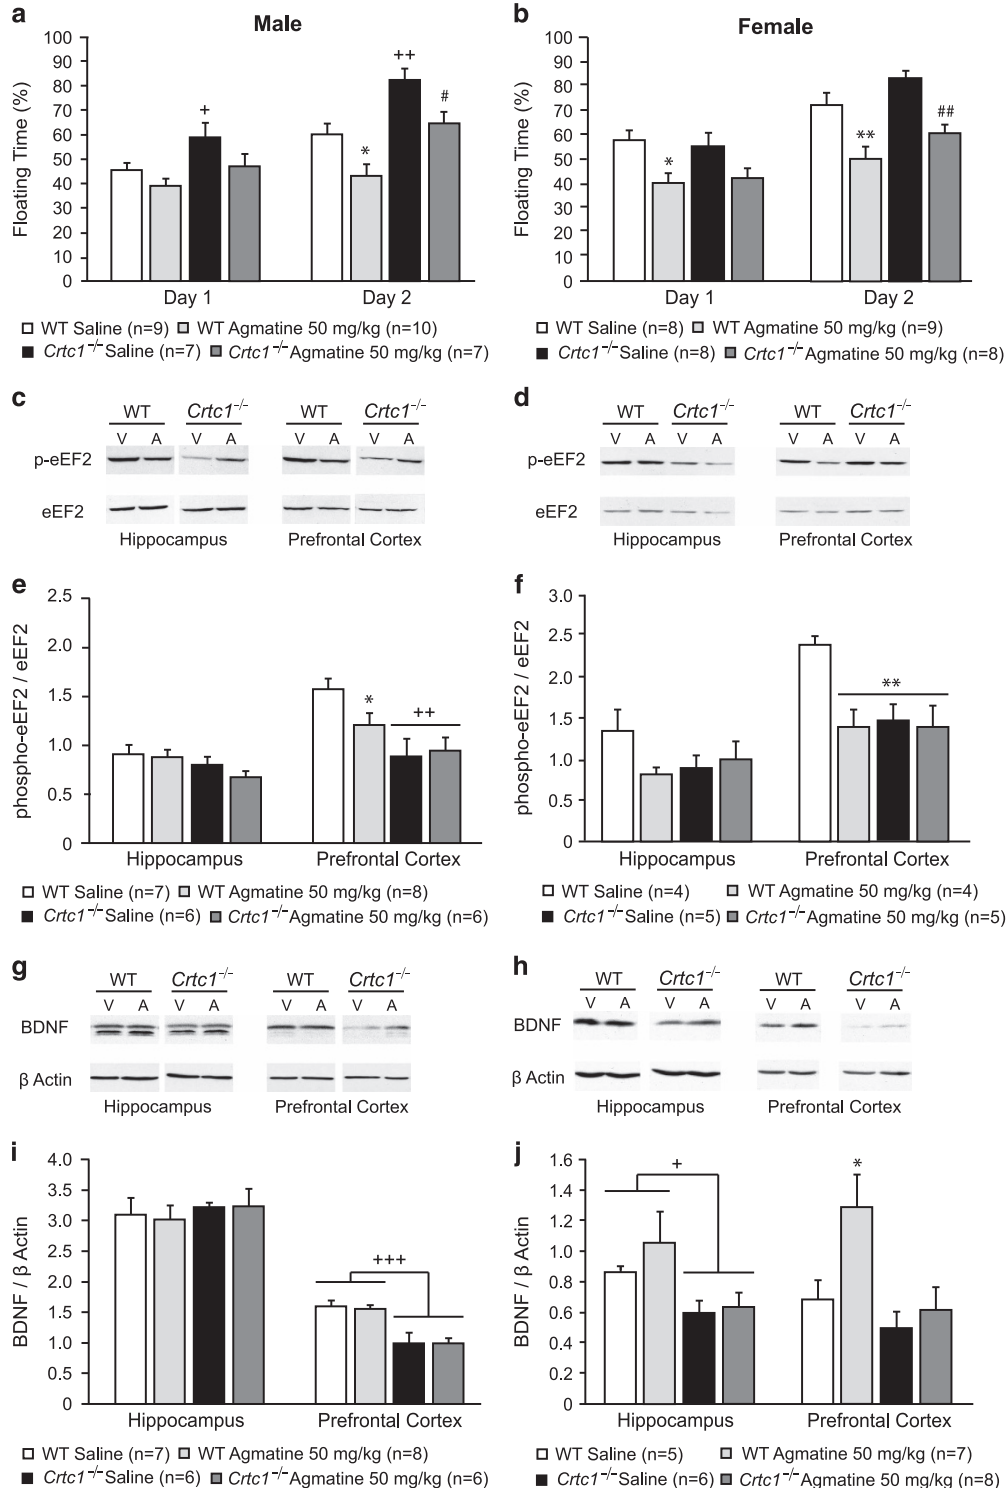 a
Male
++
+
#
*
Floating Time (%)
100
90
80
70
60
50
40
30
20
10
0
Day 1 Day 2
WT Saline (n=9) WT Agmatine 50 mg/kg (n=10)
Crtc1−/− Saline (n=7) Crtc1−/− Agmatine 50 mg/kg (n=7)
b
Female
*
**
##
Floating Time (%)
100
90
80
70
60
50
40
30
20
10
0
Day 1 Day 2
WT Saline (n=8) WT Agmatine 50 mg/kg (n=9)
Crtc1−/− Saline (n=8) Crtc1−/− Agmatine 50 mg/kg (n=8)
c
WT Crtc1−/− WT Crtc1−/−
V A V A V A V A
p-eEF2
eEF2
Hippocampus Prefrontal Cortex
d
WT Crtc1−/− WT Crtc1−/−
V A V A V A V A
p-eEF2
eEF2
Hippocampus Prefrontal Cortex
e
phospho-eEF2 / eEF2
2.5
2.0
1.5
1.0
0.5
0
*
++
Hippocampus Prefrontal Cortex
WT Saline (n=7) WT Agmatine 50 mg/kg (n=8)
Crtc1−/− Saline (n=6) Crtc1−/− Agmatine 50 mg/kg (n=6)
f
phospho-eEF2 / eEF2
3.0
2.5
2.0
1.5
1.0
0.5
0
**
Hippocampus Prefrontal Cortex
WT Saline (n=4) WT Agmatine 50 mg/kg (n=4)
Crtc1−/− Saline (n=5) Crtc1−/− Agmatine 50 mg/kg (n=5)
g
WT Crtc1−/− WT Crtc1−/−
V A V A V A V A
BDNF
β Actin
Hippocampus Prefrontal Cortex
h
WT Crtc1−/− WT Crtc1−/−
V A V A V A V A
BDNF
β Actin
Hippocampus Prefrontal Cortex
i
BDNF / β Actin
4.0
3.5
3.0
2.5
2.0
1.5
1.0
0.5
0
+++
Hippocampus Prefrontal Cortex
WT Saline (n=7) WT Agmatine 50 mg/kg (n=8)
Crtc1−/− Saline (n=6) Crtc1−/− Agmatine 50 mg/kg (n=6)
j
BDNF / β Actin
1.6
1.4
1.2
1.0
0.8
0.6
0.4
0.2
0
+
*
Hippocampus Prefrontal Cortex
WT Saline (n=5) WT Agmatine 50 mg/kg (n=7)
Crtc1−/− Saline (n=6) Crtc1−/− Agmatine 50 mg/kg (n=8)